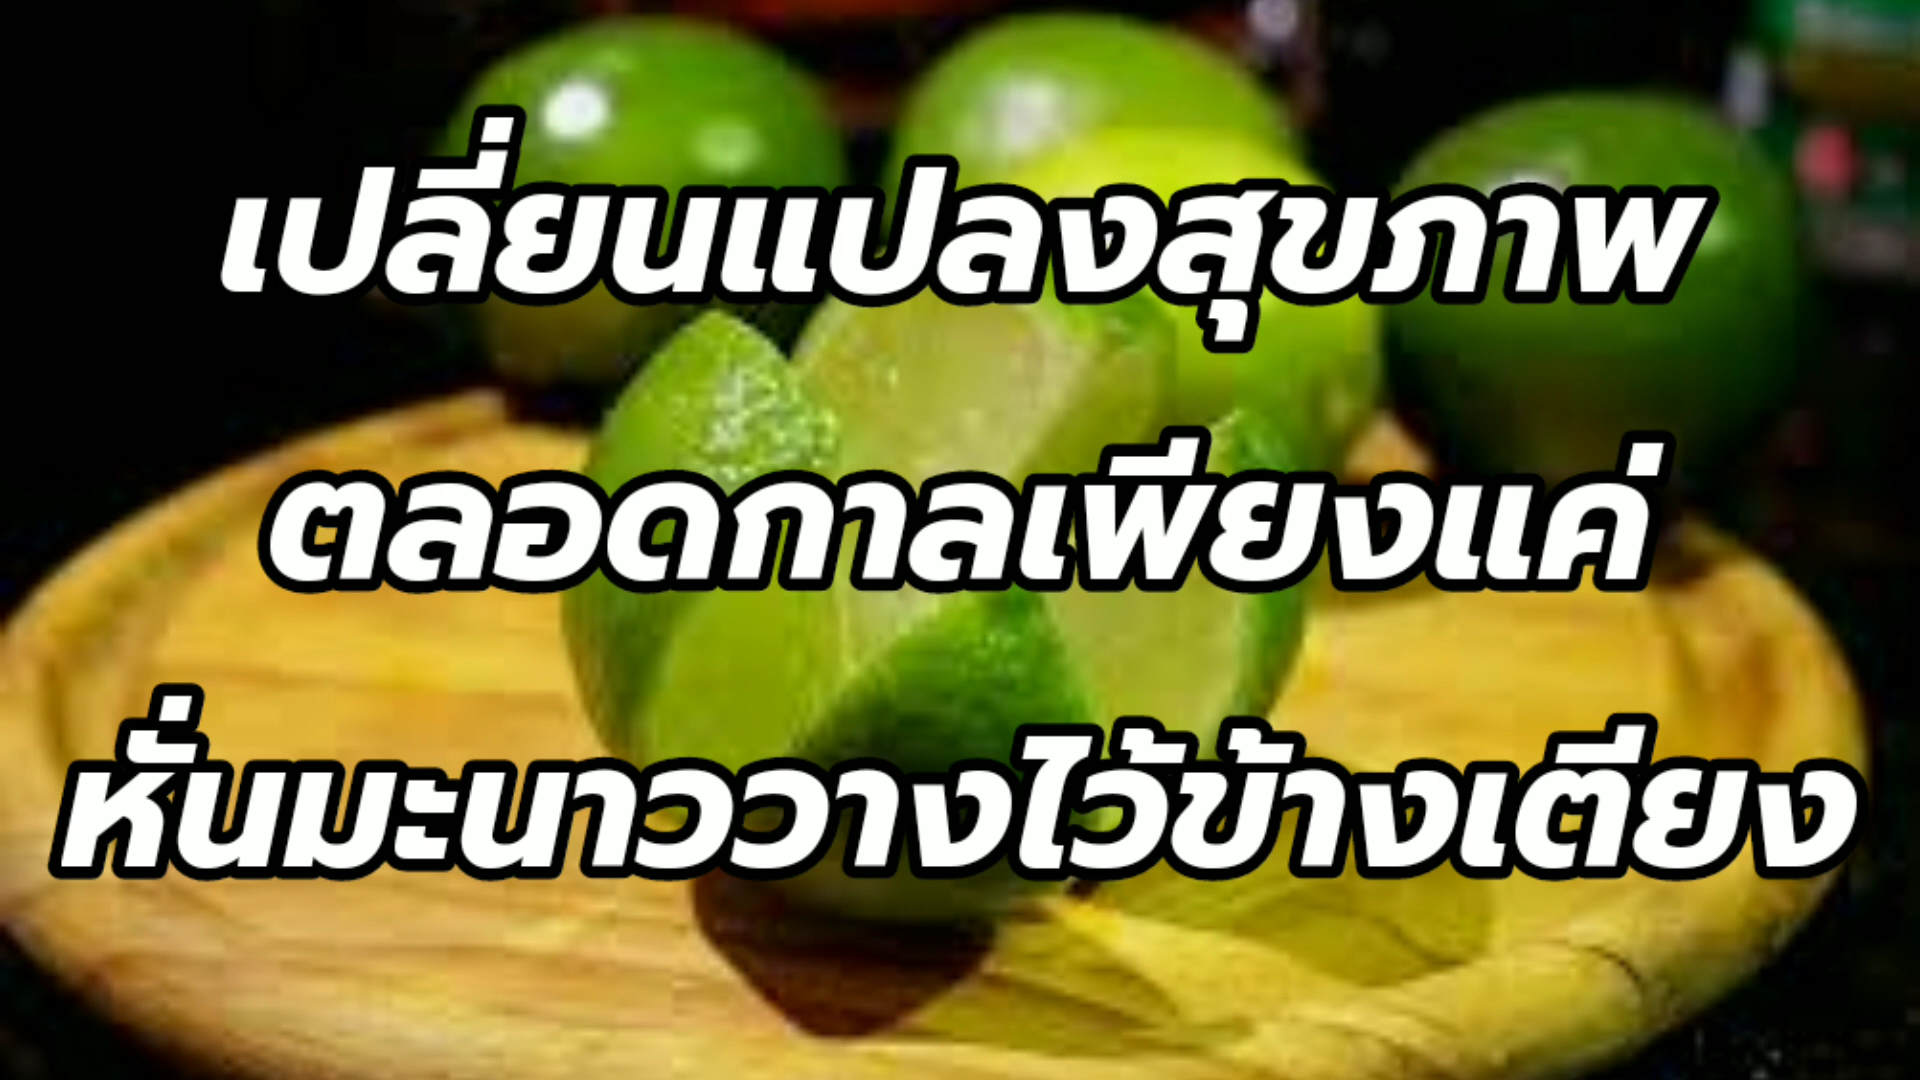 เปลี่ยนแปลงสุขภาพ
ตลอดกาลเพียงแค่
หั่นมะนาววางไว้ข้างเตียง